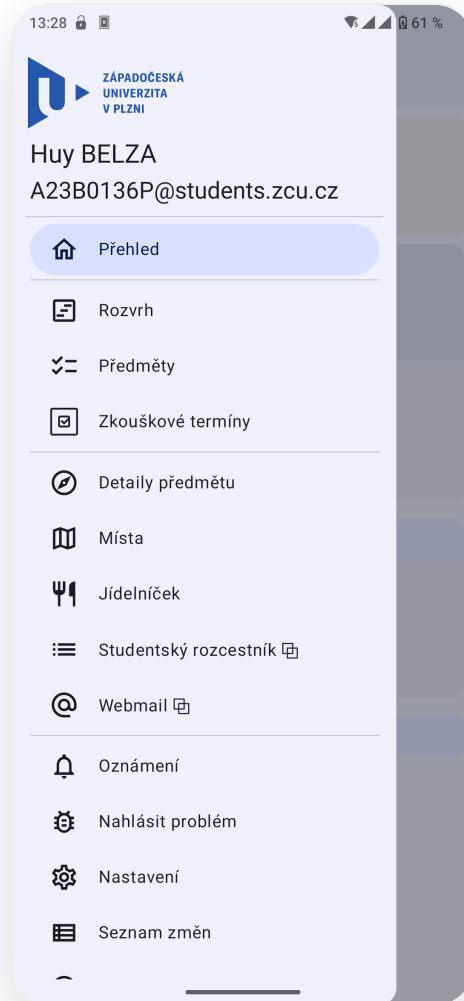 13:28
61 %
ZÁPADOČESKÁ
UNIVERZITA
V PLZNI
Huy BELZA
A23B0136P@students.zcu.cz
Přehled
Rozvrh
Předměty
Zkouškové termíny
Detaily předmětu
Místa
Jídelníček
Studentský rozcestník
Webmail
Oznámení
Nahlásit problém
Nastavení
Seznam změn